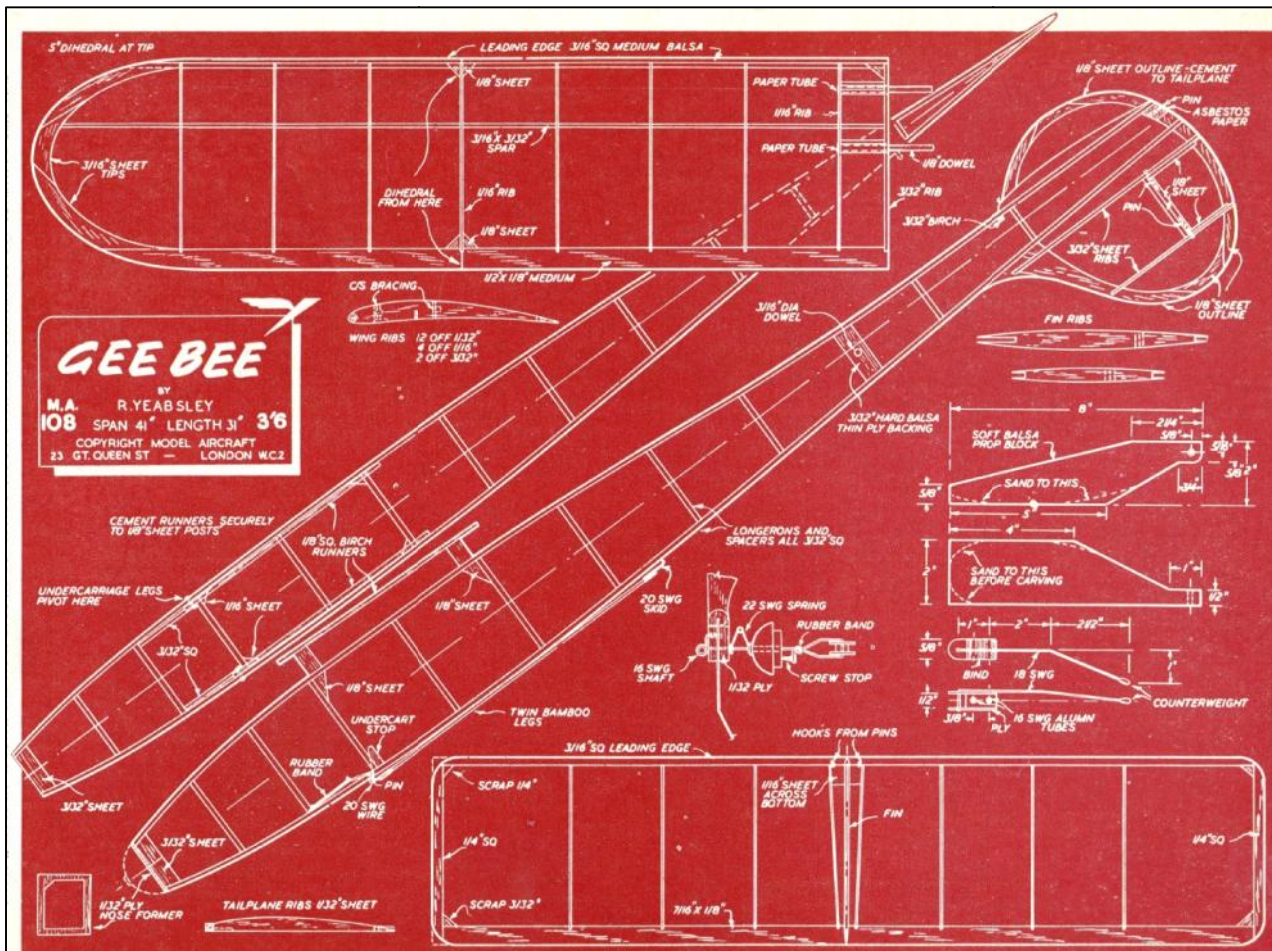 5" DIHEDRAL AT TIP
LEADING EDGE 3/16" SQ MEDIUM BALSA
1/8" SHEET
PAPER TUBE
1/16" RIB
3/16" X 3/32"
SPAR
PAPER TUBE
1/8" DOWEL
3/16" SHEET
TIPS
DIHEDRAL
FROM HERE
1/16" RIB
1/8" SHEET
3/32" RIB
1/2 X 1/8" MEDIUM
1/8" SHEET OUTLINE - CEMENT
TO TAILPLANE
PIN
ASBESTOS
PAPER
1/8"
SHEET
PIN
3/32" BIRCH
3/32" SHEET
RIBS
1/8" SHEET
OUTLINE
C/S BRACING
WING RIBS 12 OFF 1/32"
4 OFF 1/16"
2 OFF 3/32"
3/16" DIA
DOWEL
3/32" HARD BALSA
THIN PLY BACKING
FIN RIBS
GEE BEE
BY
R. YEABSLEY
M.A.
108
SPAN 41" LENGTH 31"
3'6
COPYRIGHT MODEL AIRCRAFT
23 GT. QUEEN ST — LONDON W.C.2
8"
2 1/4"
5/8"
SOFT BALSA
PROP BLOCK
5/8"
SAND TO THIS
3/4"
3/8"
2"
5"
4"
2"
SAND TO THIS
BEFORE CARVING
1"
1/2"
CEMENT RUNNERS SECURELY
TO 1/8" SHEET POSTS
1/8" SQ. BIRCH
RUNNERS
LONGERONS AND
SPACERS ALL 3/32" SQ
UNDERCARRIAGE LEGS
PIVOT HERE
1/16" SHEET
3/32" SQ
1/8" SHEET
20 SWG
SKID
22 SWG SPRING
RUBBER BAND
16 SWG
SHAFT
1/32 PLY
SCREW STOP
1"
2"
2 1/2"
3/8"
BIND
18 SWG
1"
1/2"
3/8"
PLY
16 SWG ALUMN
TUBES
COUNTERWEIGHT
1/8" SHEET
UNDERCART
STOP
TWIN BAMBOO
LEGS
RUBBER
BAND
PIN
20 SWG
WIRE
3/32" SHEET
3/32" SHEET
1/32" PLY
NOSE FORMER
TAILPLANE RIBS 1/32" SHEET
HOOKS FROM PINS
3/16" SQ LEADING EDGE
SCRAP 1/4"
1/16" SHEET
ACROSS
BOTTOM
FIN
1/4" SQ
1/4" SQ
SCRAP 3/32"
7/16" X 1/8"